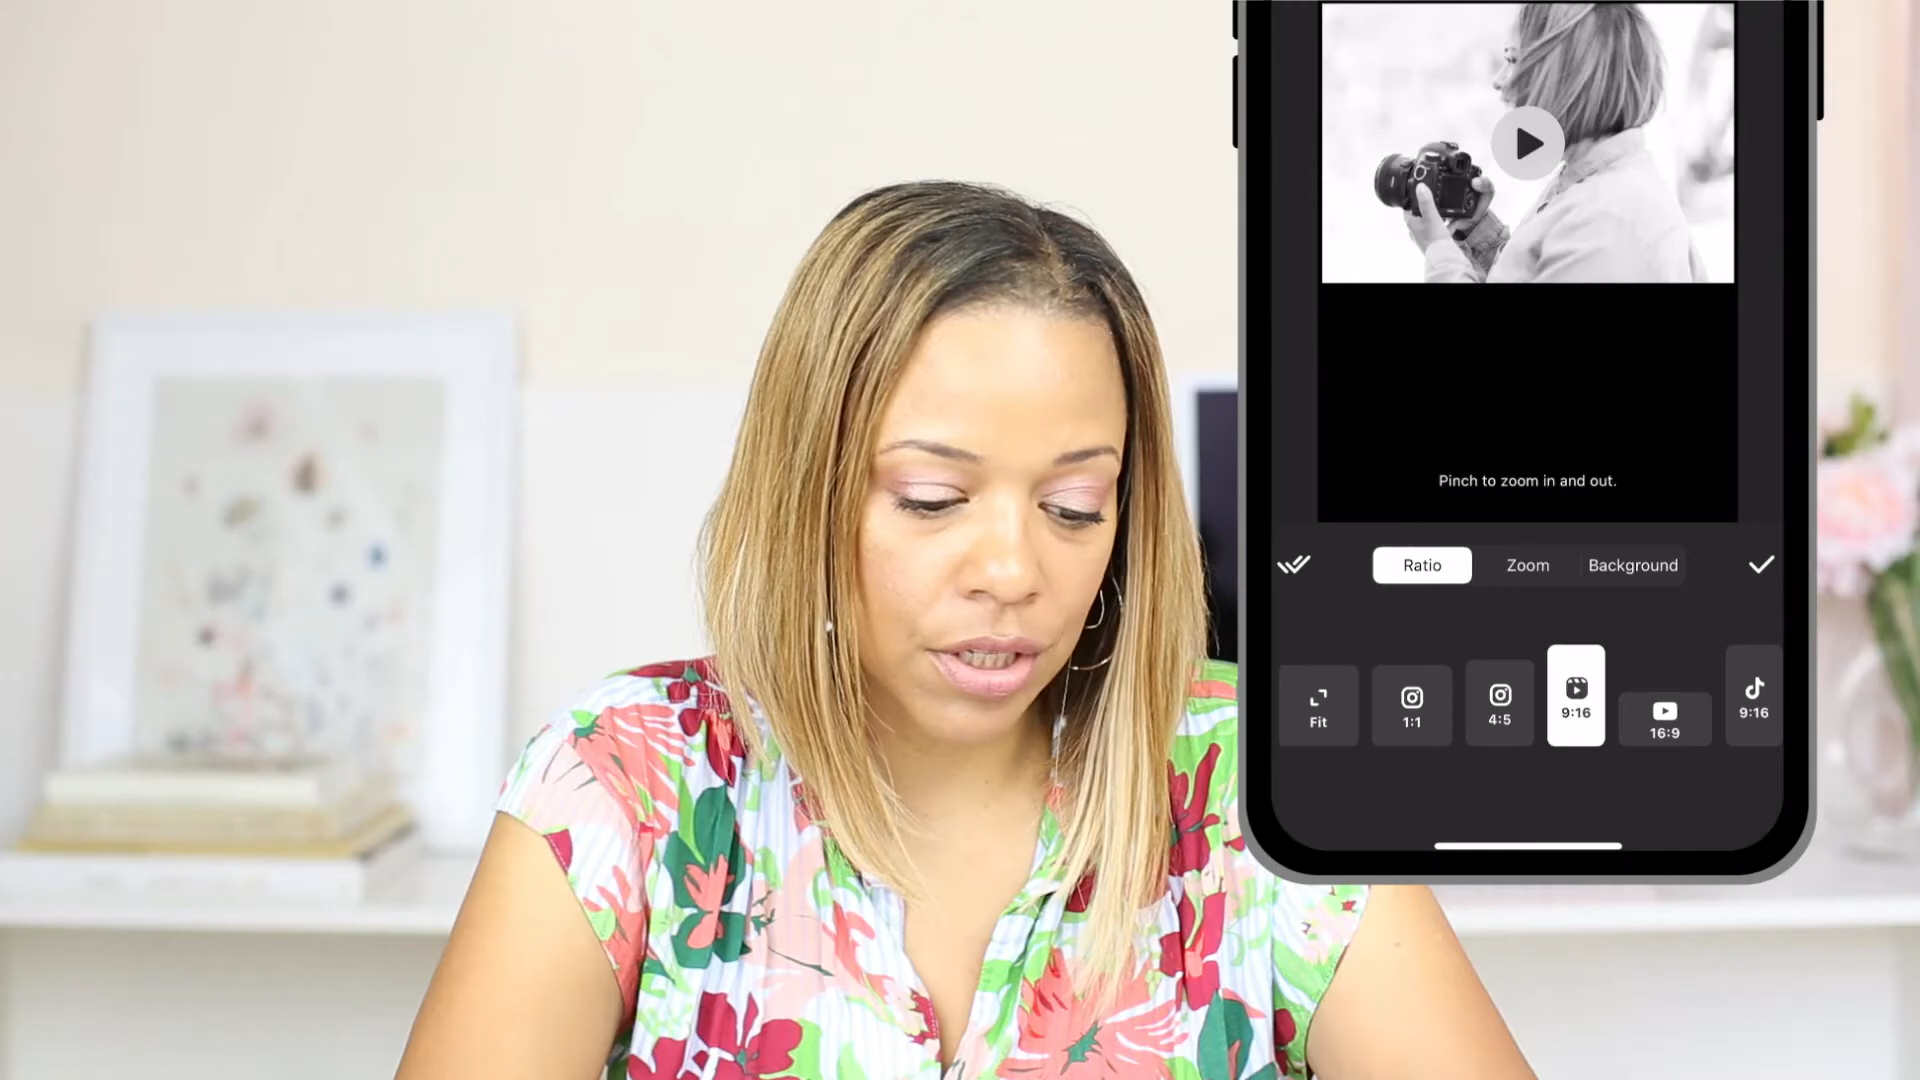 Pinch to zoom in and out.
Ratio Zoom Background
Fit 1:1 4:5 9:16 16:9 9:16